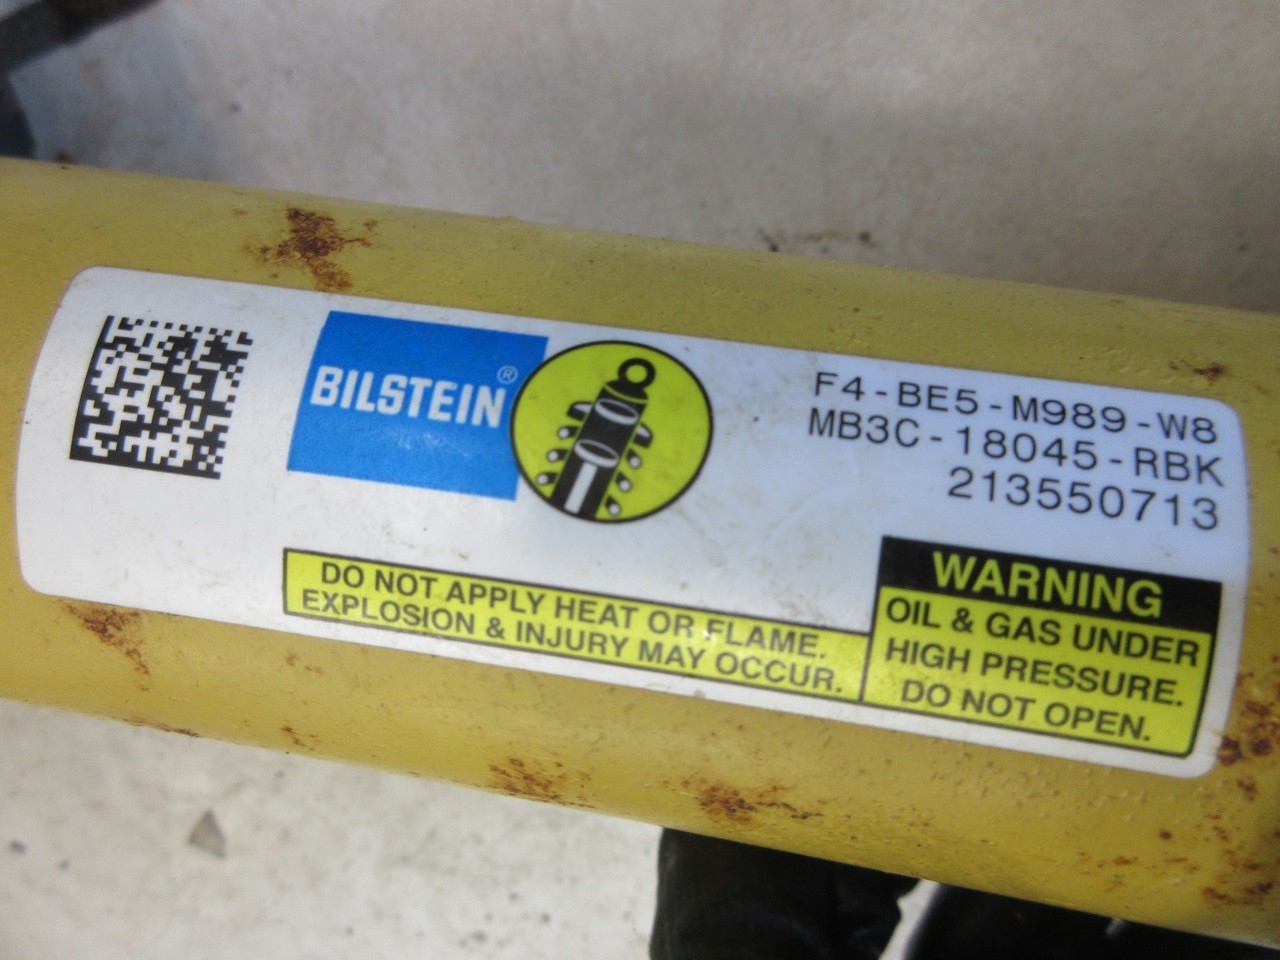 BILSTEIN®
F4-BE5-M989-W8
MB3C-18045-RBK
213550713
DO NOT APPLY HEAT OR FLAME.
EXPLOSION & INJURY MAY OCCUR.
WARNING
OIL & GAS UNDER
HIGH PRESSURE.
DO NOT OPEN.